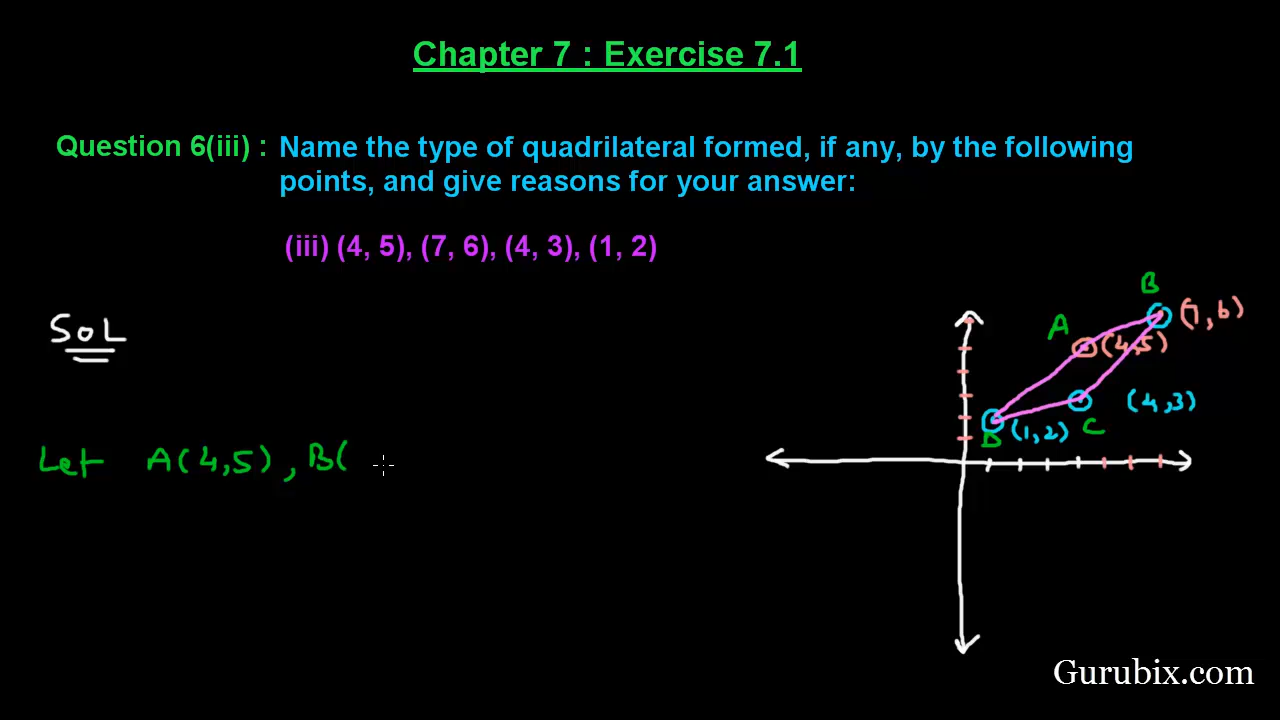 Chapter 7 : Exercise 7.1
Question 6(iii) : Name the type of quadrilateral formed, if any, by the following
points, and give reasons for your answer:
(iii) (4, 5), (7, 6), (4, 3), (1, 2)
SOL
B
(7,6)
A
(4,5)
(4,3)
B
(1,2)
C
Let A(4,5), B(
Gurubix.com